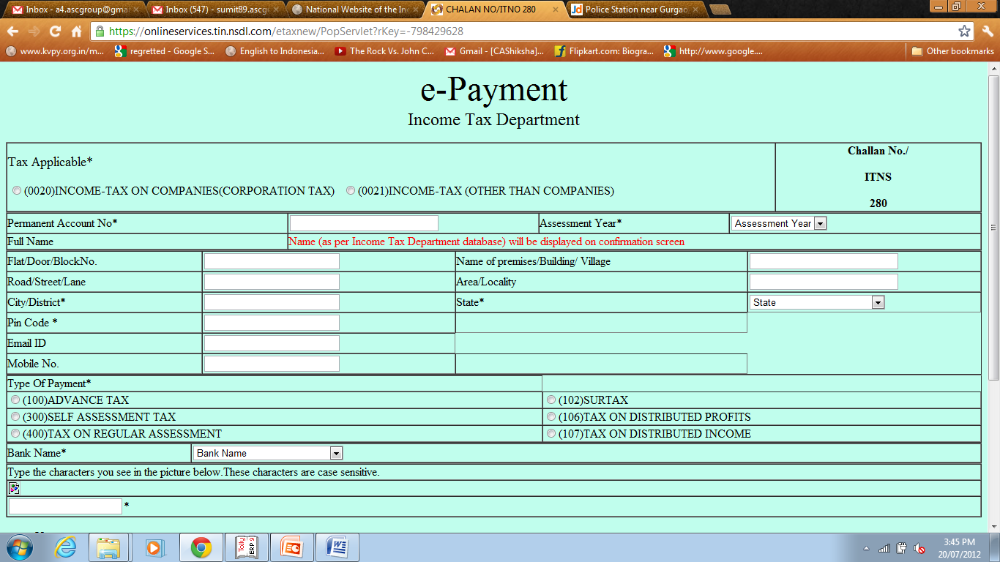 Inbox - a4.ascgroup@gma
Inbox (547) - sumit89.ascg
National Website of the Inc
CHALAN NO/ITNO 280
Police Station near Gurgao
https://onlineservices.tin.nsdl.com/etaxnew/PopServlet?rKey=-798429628
www.kvpy.org.in/m... regretted - Google S... English to Indonesia... The Rock Vs. John C... Gmail - [CAShiksha]... Flipkart.com: Biogra... http://www.google.... Other bookmarks
e-Payment
Income Tax Department
Tax Applicable*
(0020)INCOME-TAX ON COMPANIES(CORPORATION TAX) (0021)INCOME-TAX (OTHER THAN COMPANIES)
Challan No./
ITNS
280
Permanent Account No* Assessment Year* Assessment Year
Full Name Name (as per Income Tax Department database) will be displayed on confirmation screen
Flat/Door/BlockNo. Name of premises/Building/ Village
Road/Street/Lane Area/Locality
City/District* State* State
Pin Code *
Email ID
Mobile No.
Type Of Payment*
(100)ADVANCE TAX (102)SURTAX
(300)SELF ASSESSMENT TAX (106)TAX ON DISTRIBUTED PROFITS
(400)TAX ON REGULAR ASSESSMENT (107)TAX ON DISTRIBUTED INCOME
Bank Name* Bank Name
Type the characters you see in the picture below.These characters are case sensitive.
*
Tally ERP 9
3:45 PM
20/07/2012